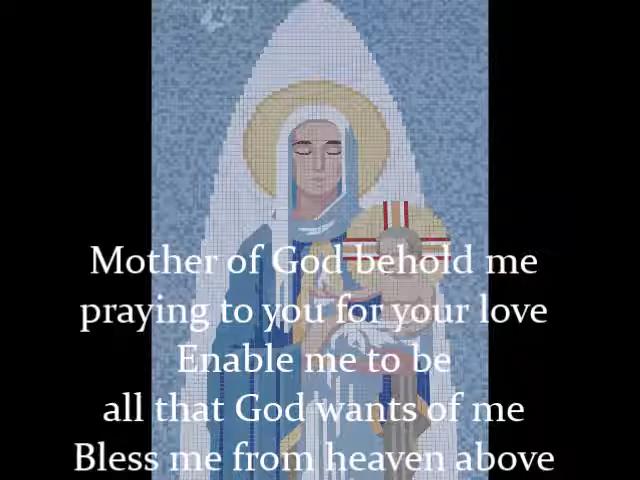 Mother of God behold me
praying to you for your love
Enable me to be
all that God wants of me
Bless me from heaven above